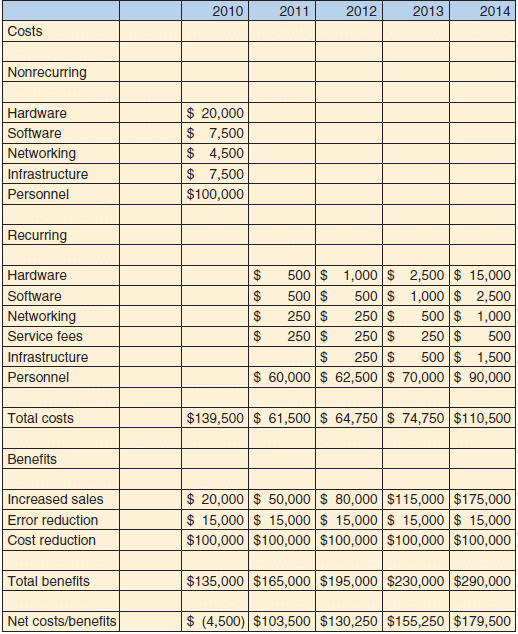 2010 2011 2012 2013 2014
Costs
Nonrecurring
Hardware $ 20,000
Software $ 7,500
Networking $ 4,500
Infrastructure $ 7,500
Personnel $100,000
Recurring
Hardware $ 500 $ 1,000 $ 2,500 $ 15,000
Software $ 500 $ 500 $ 1,000 $ 2,500
Networking $ 250 $ 250 $ 500 $ 1,000
Service fees $ 250 $ 250 $ 250 $ 500
Infrastructure $ 250 $ 500 $ 1,500
Personnel $ 60,000 $ 62,500 $ 70,000 $ 90,000
Total costs $139,500 $ 61,500 $ 64,750 $ 74,750 $110,500
Benefits
Increased sales $ 20,000 $ 50,000 $ 80,000 $115,000 $175,000
Error reduction $ 15,000 $ 15,000 $ 15,000 $ 15,000 $ 15,000
Cost reduction $100,000 $100,000 $100,000 $100,000 $100,000
Total benefits $135,000 $165,000 $195,000 $230,000 $290,000
Net costs/benefits $ (4,500) $103,500 $130,250 $155,250 $179,500